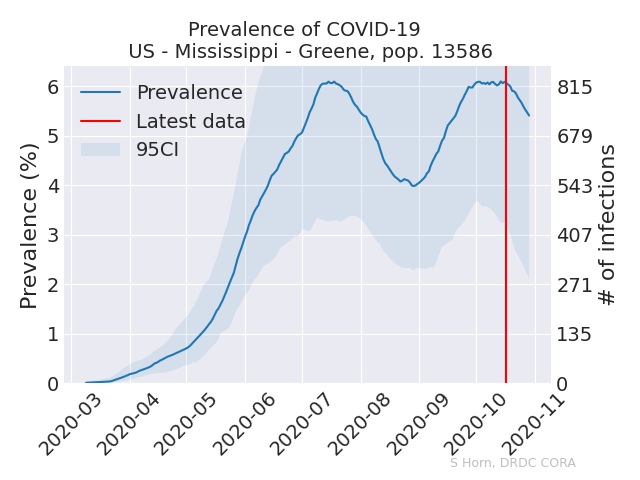 Prevalence of COVID-19
US - Mississippi - Greene, pop. 13586
Prevalence
Latest data
95CI
Prevalence (%)
6
5
4
3
2
1
0
815
679
543
407
271
135
0
# of infections
2020-03
2020-04
2020-05
2020-06
2020-07
2020-08
2020-09
2020-10
2020-11
S Horn, DRDC CORA